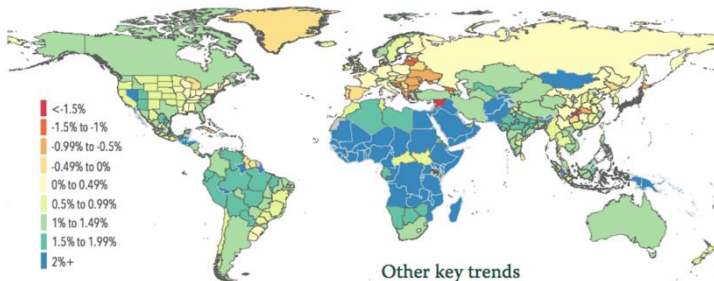 <-1.5%
-1.5% to -1%
-0.99% to -0.5%
-0.49% to 0%
0% to 0.49%
0.5% to 0.99%
1% to 1.49%
1.5% to 1.99%
2%+
Other key trends